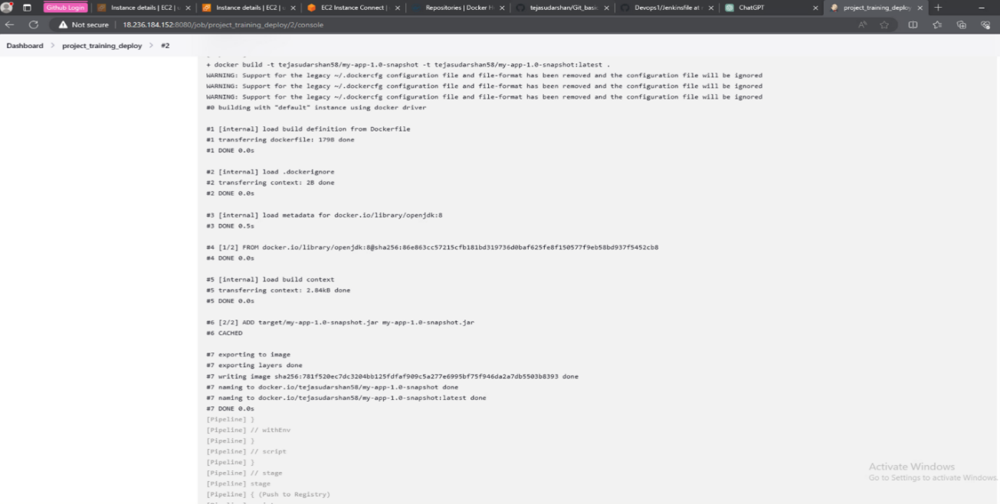 Github Login
Instance details | EC2 |
Instance details | EC2 |
EC2 Instance Connect |
Repositories | Docker H
tejasudarshan/Git_basic
Devops1/Jenkinsfile at
ChatGPT
project_training_deploy
Not secure
18.236.184.152:8080/job/project_training_deploy/2/console
Dashboard > project_training_deploy > #2
+ docker build -t tejasudarshan58/my-app-1.0-snapshot -t tejasudarshan58/my-app-1.0-snapshot:latest .
WARNING: Support for the legacy ~/.dockercfg configuration file and file-format has been removed and the configuration file will be ignored
WARNING: Support for the legacy ~/.dockercfg configuration file and file-format has been removed and the configuration file will be ignored
WARNING: Support for the legacy ~/.dockercfg configuration file and file-format has been removed and the configuration file will be ignored
#0 building with "default" instance using docker driver
#1 [internal] load build definition from Dockerfile
#1 transferring dockerfile: 179B done
#1 DONE 0.0s
#2 [internal] load .dockerignore
#2 transferring context: 2B done
#2 DONE 0.0s
#3 [internal] load metadata for docker.io/library/openjdk:8
#3 DONE 0.5s
#4 [1/2] FROM docker.io/library/openjdk:8@sha256:86e863cc57215cfb181bd319736d0baf625fe8f150577f9eb58bd937f5452cb8
#4 DONE 0.0s
#5 [internal] load build context
#5 transferring context: 2.84kB done
#5 DONE 0.0s
#6 [2/2] ADD target/my-app-1.0-snapshot.jar my-app-1.0-snapshot.jar
#6 CACHED
#7 exporting to image
#7 exporting layers done
#7 writing image sha256:781f520ec7dc3204bb125fdfaf909c5a277e6995bf75f946da2a7db5503b8393 done
#7 naming to docker.io/tejasudarshan58/my-app-1.0-snapshot done
#7 naming to docker.io/tejasudarshan58/my-app-1.0-snapshot:latest done
#7 DONE 0.0s
[Pipeline] }
[Pipeline] // withEnv
[Pipeline] }
[Pipeline] // script
[Pipeline] }
[Pipeline] // stage
[Pipeline] stage
[Pipeline] { (Push to Registry)
Activate Windows
Go to Settings to activate Windows.